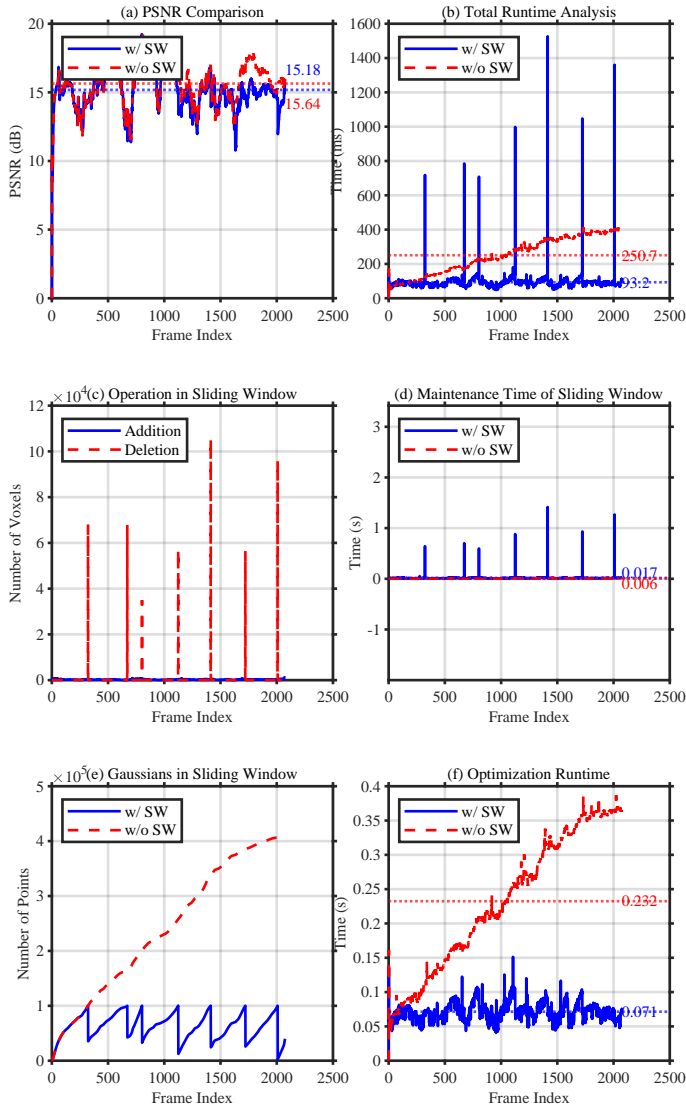 (a) PSNR Comparison
20
15
10
5
0
PSNR (dB)
w/ SW
w/o SW
15.18
15.64
0 500 1000 1500 2000 2500
Frame Index
(b) Total Runtime Analysis
1600
1400
1200
1000
800
600
400
200
0
Time (ms)
w/ SW
w/o SW
250.7
93.2
0 500 1000 1500 2000 2500
Frame Index
×10⁴
(c) Operation in Sliding Window
12
10
8
6
4
2
0
Number of Voxels
Addition
Deletion
0 500 1000 1500 2000 2500
Frame Index
(d) Maintenance Time of Sliding Window
3
2
1
0
-1
Time (s)
w/ SW
w/o SW
0.017
0.006
0 500 1000 1500 2000 2500
Frame Index
×10⁵
(e) Gaussians in Sliding Window
5
4
3
2
1
0
Number of Points
w/ SW
w/o SW
0 500 1000 1500 2000 2500
Frame Index
(f) Optimization Runtime
0.4
0.35
0.3
0.25
0.2
0.15
0.1
0.05
0
Time (s)
w/ SW
w/o SW
0.232
0.071
0 500 1000 1500 2000 2500
Frame Index